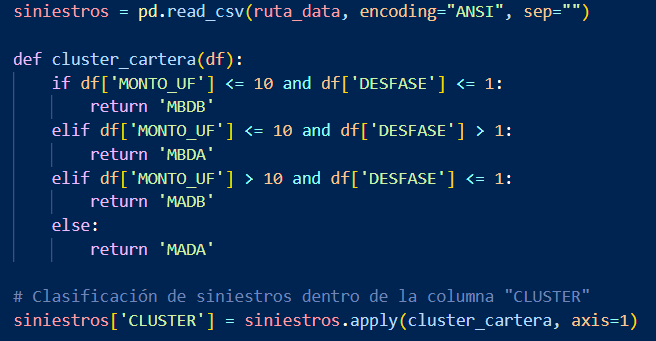 siniestros = pd.read_csv(ruta_data, encoding="ANSI", sep="")
def cluster_cartera(df):
    if df['MONTO_UF'] <= 10 and df['DESFASE'] <= 1:
        return 'MBDB'
    elif df['MONTO_UF'] <= 10 and df['DESFASE'] > 1:
        return 'MBDA'
    elif df['MONTO_UF'] > 10 and df['DESFASE'] <= 1:
        return 'MADB'
    else:
        return 'MADA'
# Clasificación de siniestros dentro de la columna "CLUSTER"
siniestros['CLUSTER'] = siniestros.apply(cluster_cartera, axis=1)